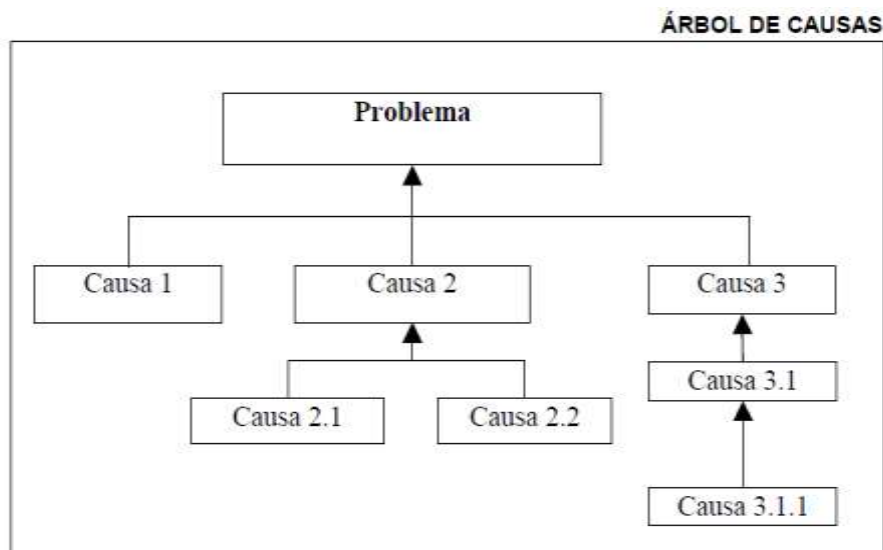 ÁRBOL DE CAUSAS
Problema
Causa 1
Causa 2
Causa 3
Causa 3.1
Causa 2.1
Causa 2.2
Causa 3.1.1